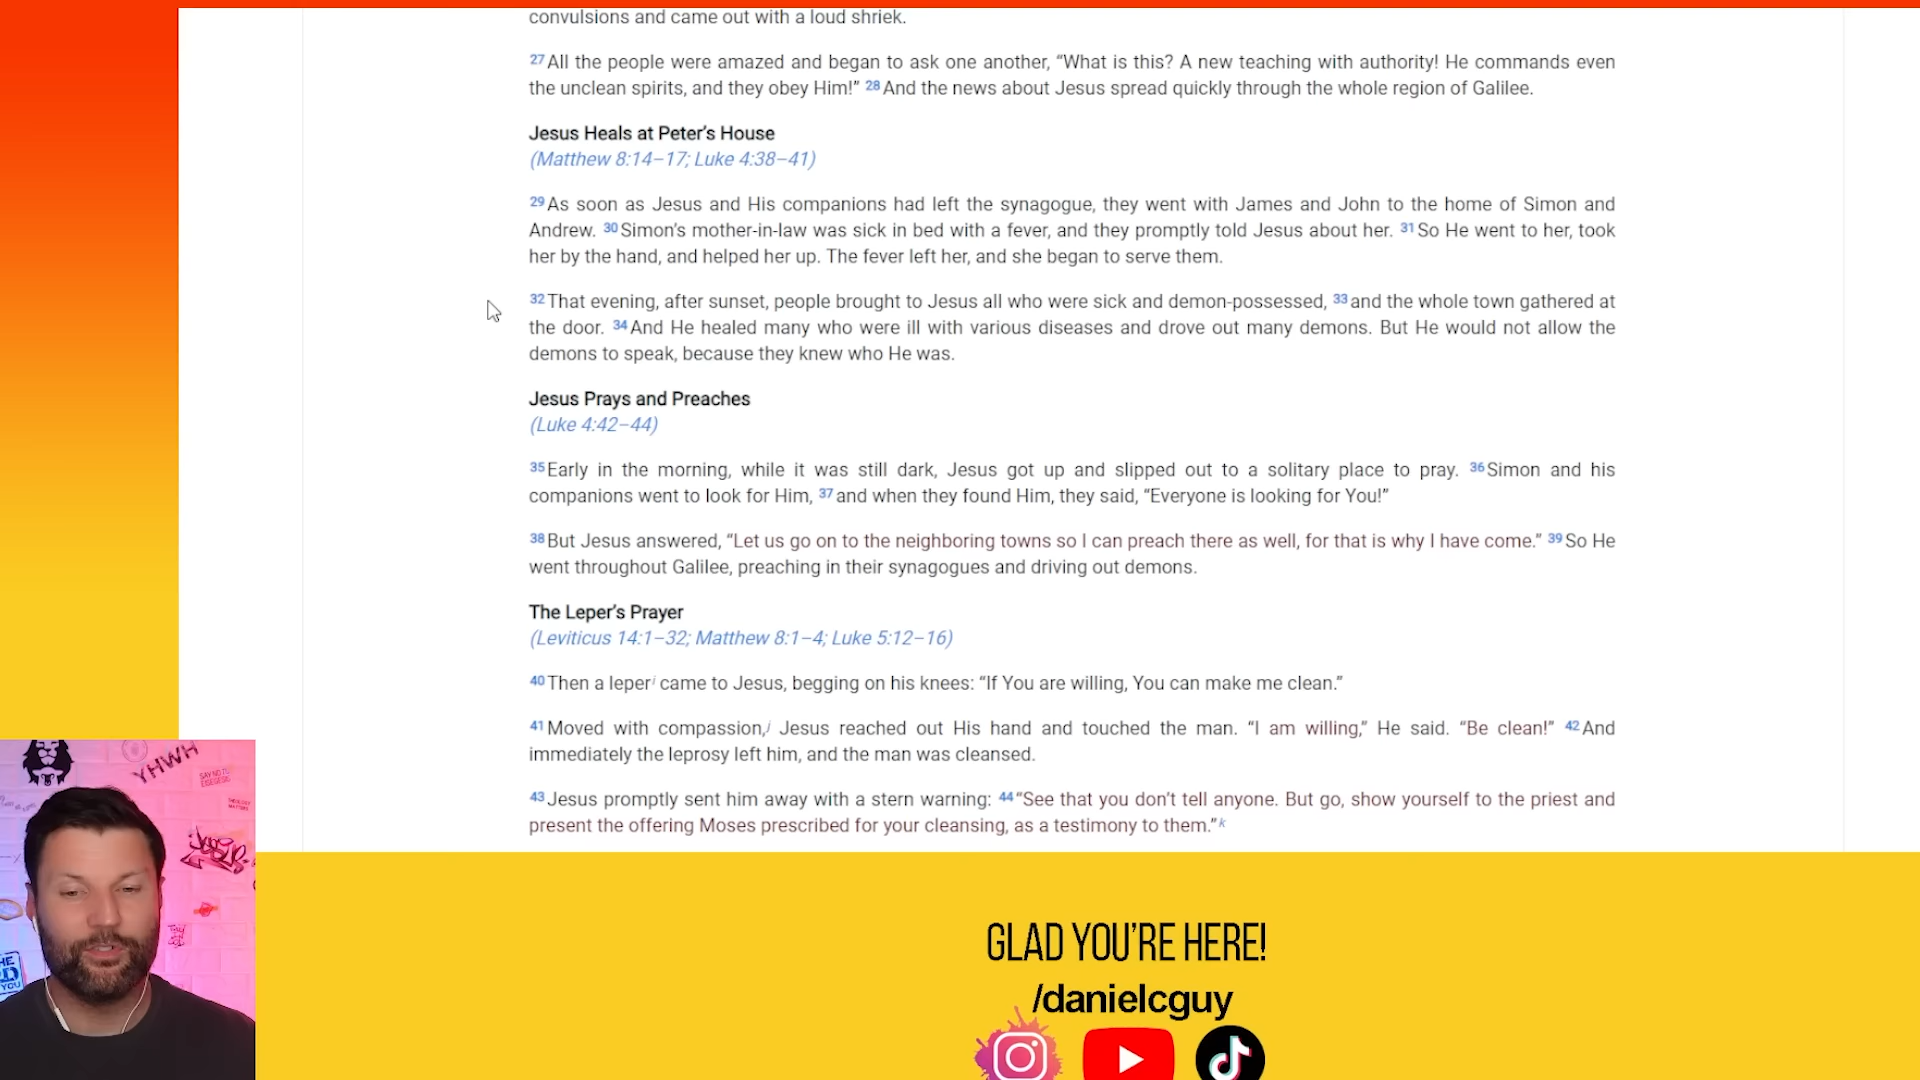 convulsions and came out with a loud shriek.
27 All the people were amazed and began to ask one another, “What is this? A new teaching with authority! He commands even
the unclean spirits, and they obey Him!” 28 And the news about Jesus spread quickly through the whole region of Galilee.
Jesus Heals at Peter’s House
(Matthew 8:14–17; Luke 4:38–41)
29 As soon as Jesus and His companions had left the synagogue, they went with James and John to the home of Simon and
Andrew. 30 Simon’s mother-in-law was sick in bed with a fever, and they promptly told Jesus about her. 31 So He went to her, took
her by the hand, and helped her up. The fever left her, and she began to serve them.
32 That evening, after sunset, people brought to Jesus all who were sick and demon-possessed, 33 and the whole town gathered at
the door. 34 And He healed many who were ill with various diseases and drove out many demons. But He would not allow the
demons to speak, because they knew who He was.
Jesus Prays and Preaches
(Luke 4:42–44)
35 Early in the morning, while it was still dark, Jesus got up and slipped out to a solitary place to pray. 36 Simon and his
companions went to look for Him, 37 and when they found Him, they said, “Everyone is looking for You!”
38 But Jesus answered, “Let us go on to the neighboring towns so I can preach there as well, for that is why I have come.” 39 So He
went throughout Galilee, preaching in their synagogues and driving out demons.
The Leper’s Prayer
(Leviticus 14:1–32; Matthew 8:1–4; Luke 5:12–16)
40 Then a leper i came to Jesus, begging on his knees: “If You are willing, You can make me clean.”
41 Moved with compassion, j Jesus reached out His hand and touched the man. “I am willing,” He said. “Be clean!” 42 And
immediately the leprosy left him, and the man was cleansed.
43 Jesus promptly sent him away with a stern warning: 44 “See that you don’t tell anyone. But go, show yourself to the priest and
present the offering Moses prescribed for your cleansing, as a testimony to them.” k
YHWH
SAY NO TO
EISEGESIS
Jesus
GLAD YOU’RE HERE!
/danielcguy